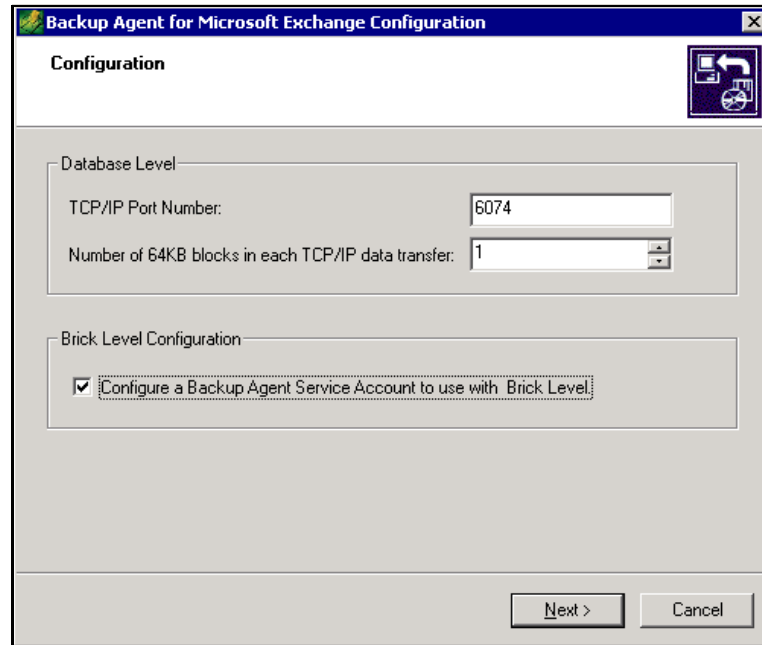 Backup Agent for Microsoft Exchange Configuration
Configuration
Database Level
TCP/IP Port Number:
6074
Number of 64KB blocks in each TCP/IP data transfer:
1
Brick Level Configuration
Configure a Backup Agent Service Account to use with  Brick Level.
Next >
Cancel